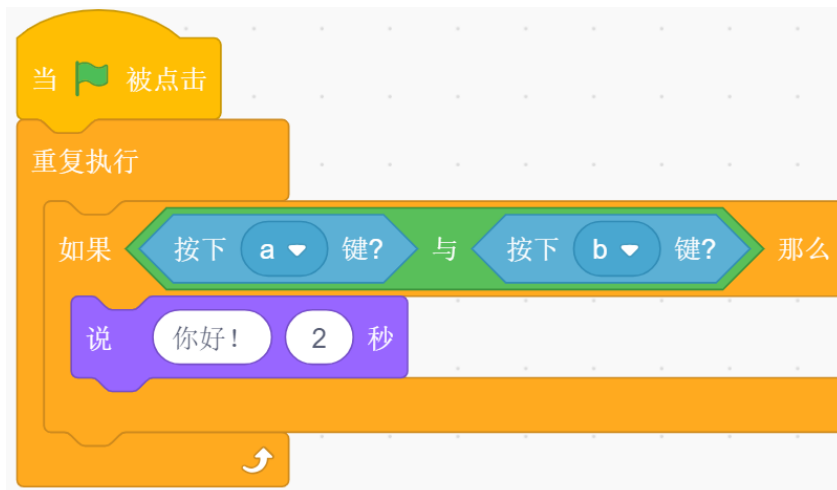 当 被点击
重复执行
如果 按下 a 键? 与 按下 b 键? 那么
说 你好! 2 秒